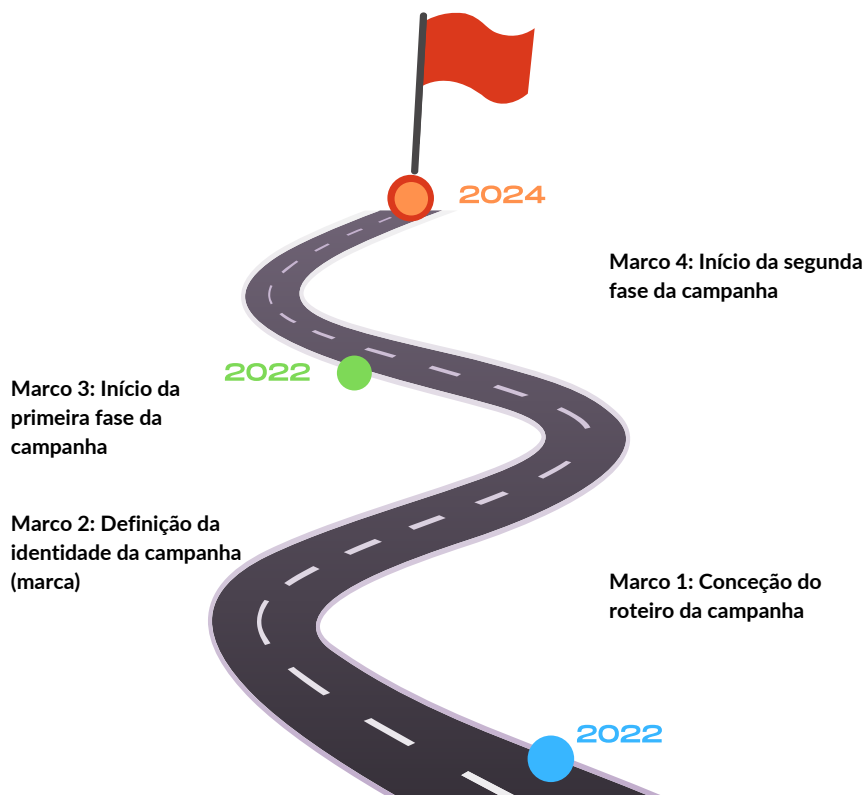 2024
Marco 4: Início da segunda
fase da campanha
2022
Marco 3: Início da
primeira fase da
campanha
Marco 2: Definição da
identidade da campanha
(marca)
Marco 1: Conceção do
roteiro da campanha
2022